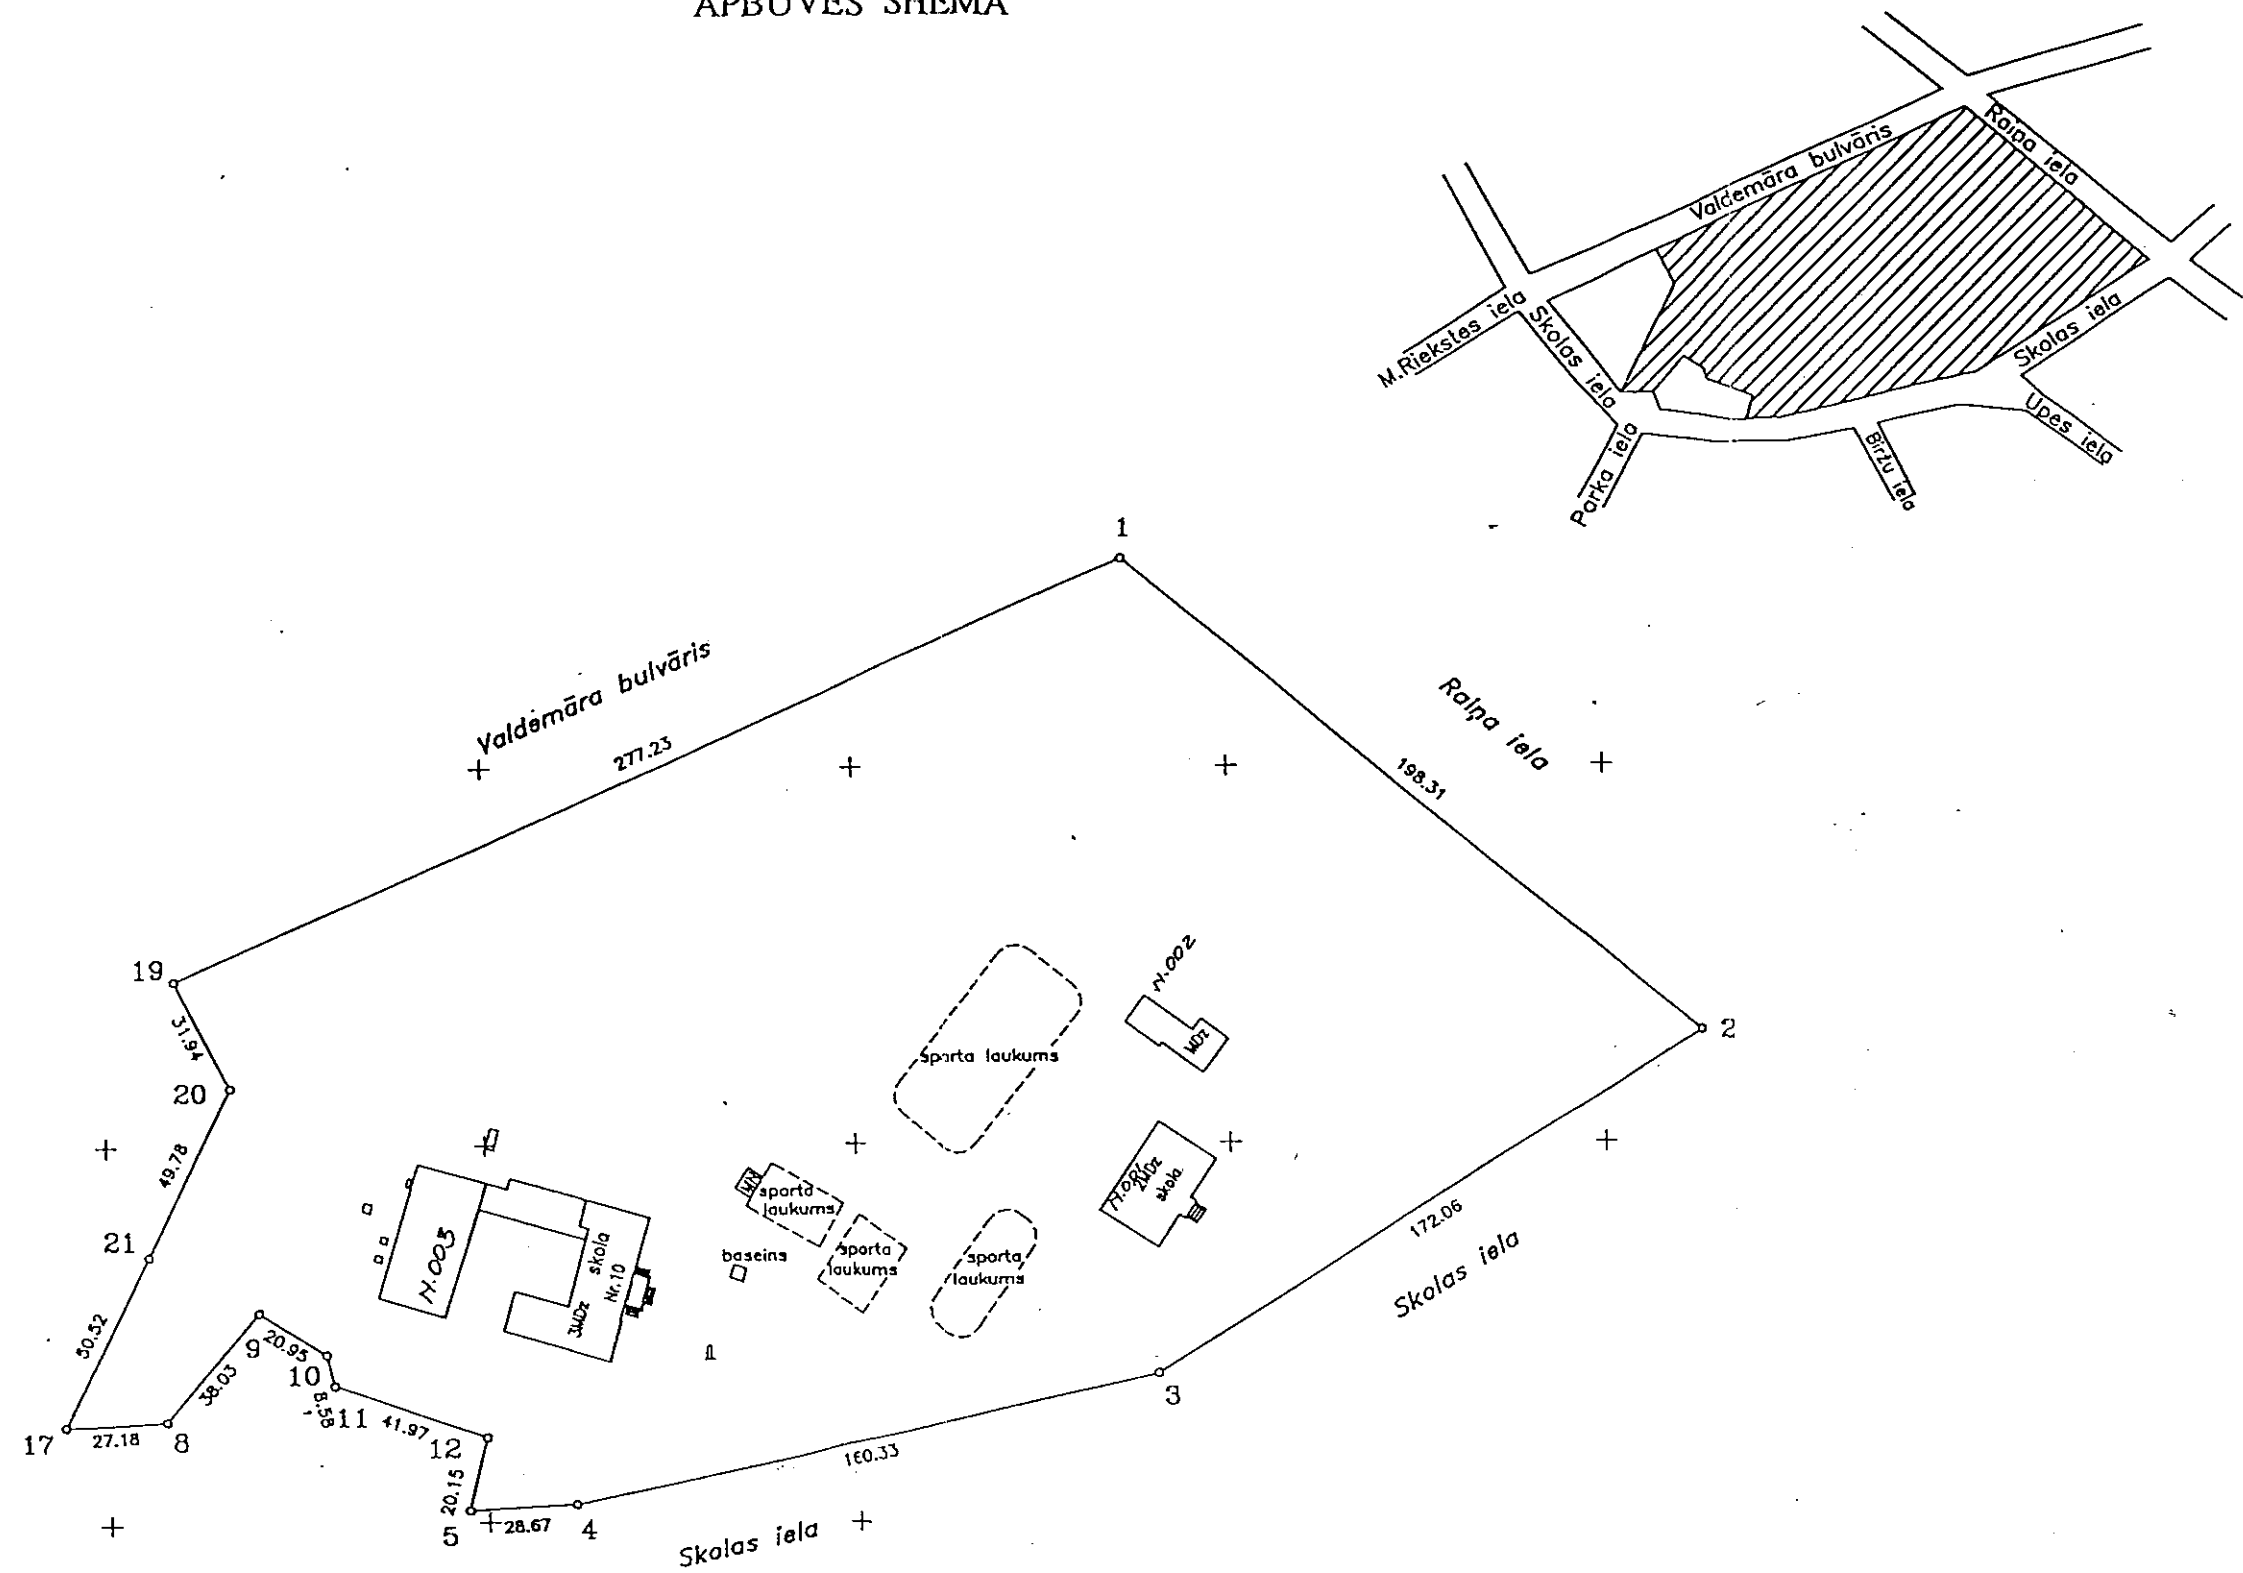 APBŪVES SHĒMA
Raiņa iela
Valdemāra bulvāris
M.Riekstes iela
Skolas iela
Skolas iela
Upes iela
Biržu iela
Parka iela
1
Valdemāra bulvāris
277.23
Raiņa iela
198.31
19
31.94
20
2
N.002
MDz
sporta laukums
49.78
N.001
2MDz
skola
21
sporta
laukums
sporta
laukums
sporta
laukums
baseins
N.003
skola
Nr.10
3MDz
172.06
Skolas iela
50.52
9
20.95
10
38.03
8.58
11
41.97
12
3
17
27.18
8
160.33
20.15
5
28.67
4
Skolas iela